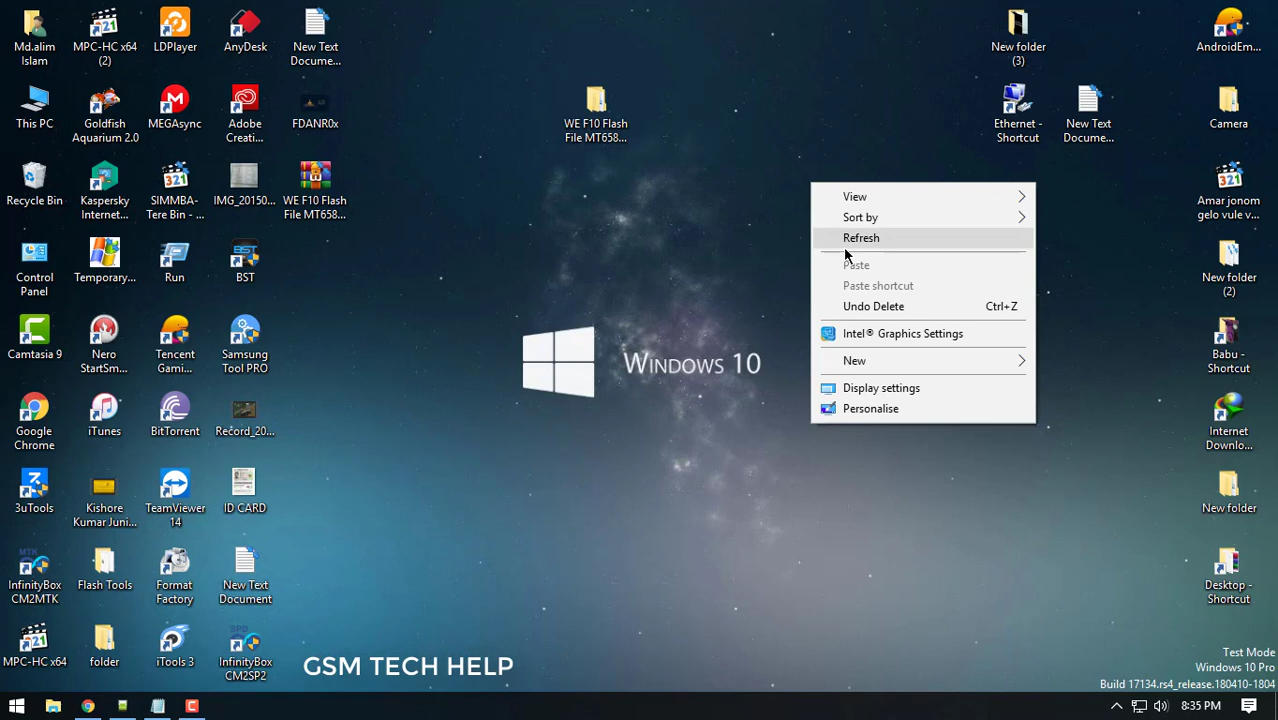 Md.alim
Islam
MPC-HC x64
(2)
LDPlayer
AnyDesk
New Text
Docume...
New folder
(3)
AndroidEm...
This PC
Goldfish
Aquarium 2.0
MEGAsync
Adobe
Creati...
FDANR0x
WE F10 Flash
File MT658...
Ethernet -
Shortcut
New Text
Docume...
Camera
Recycle Bin
Kaspersky
Internet...
321
SIMMBA-
Tere Bin - ...
IMG_20150...
WE F10 Flash
File MT658...
Amar jonom
gelo vule v...
Control
Panel
Temporary...
Run
BST
BST
New folder
(2)
Camtasia 9
Nero
StartSm...
Tencent
Gami...
Samsung
Tool PRO
Babu -
Shortcut
Google
Chrome
iTunes
BitTorrent
Record_20...
Internet
Downlo...
3uTools
Kishore
Kumar Juni...
TeamViewer
14
ID CARD
New folder
MTK
InfinityBox
CM2MTK
Flash Tools
Format
Factory
New Text
Document
Desktop -
Shortcut
321
MPC-HC x64
folder
iTools 3
SPD
InfinityBox
CM2SP2
View
Sort by
Refresh
Paste
Paste shortcut
Undo Delete Ctrl+Z
Intel® Graphics Settings
New
Display settings
Personalise
WINDOWS 10
GSM TECH HELP
Test Mode
Windows 10 Pro
Build 17134.rs4_release.180410-1804
8:35 PM